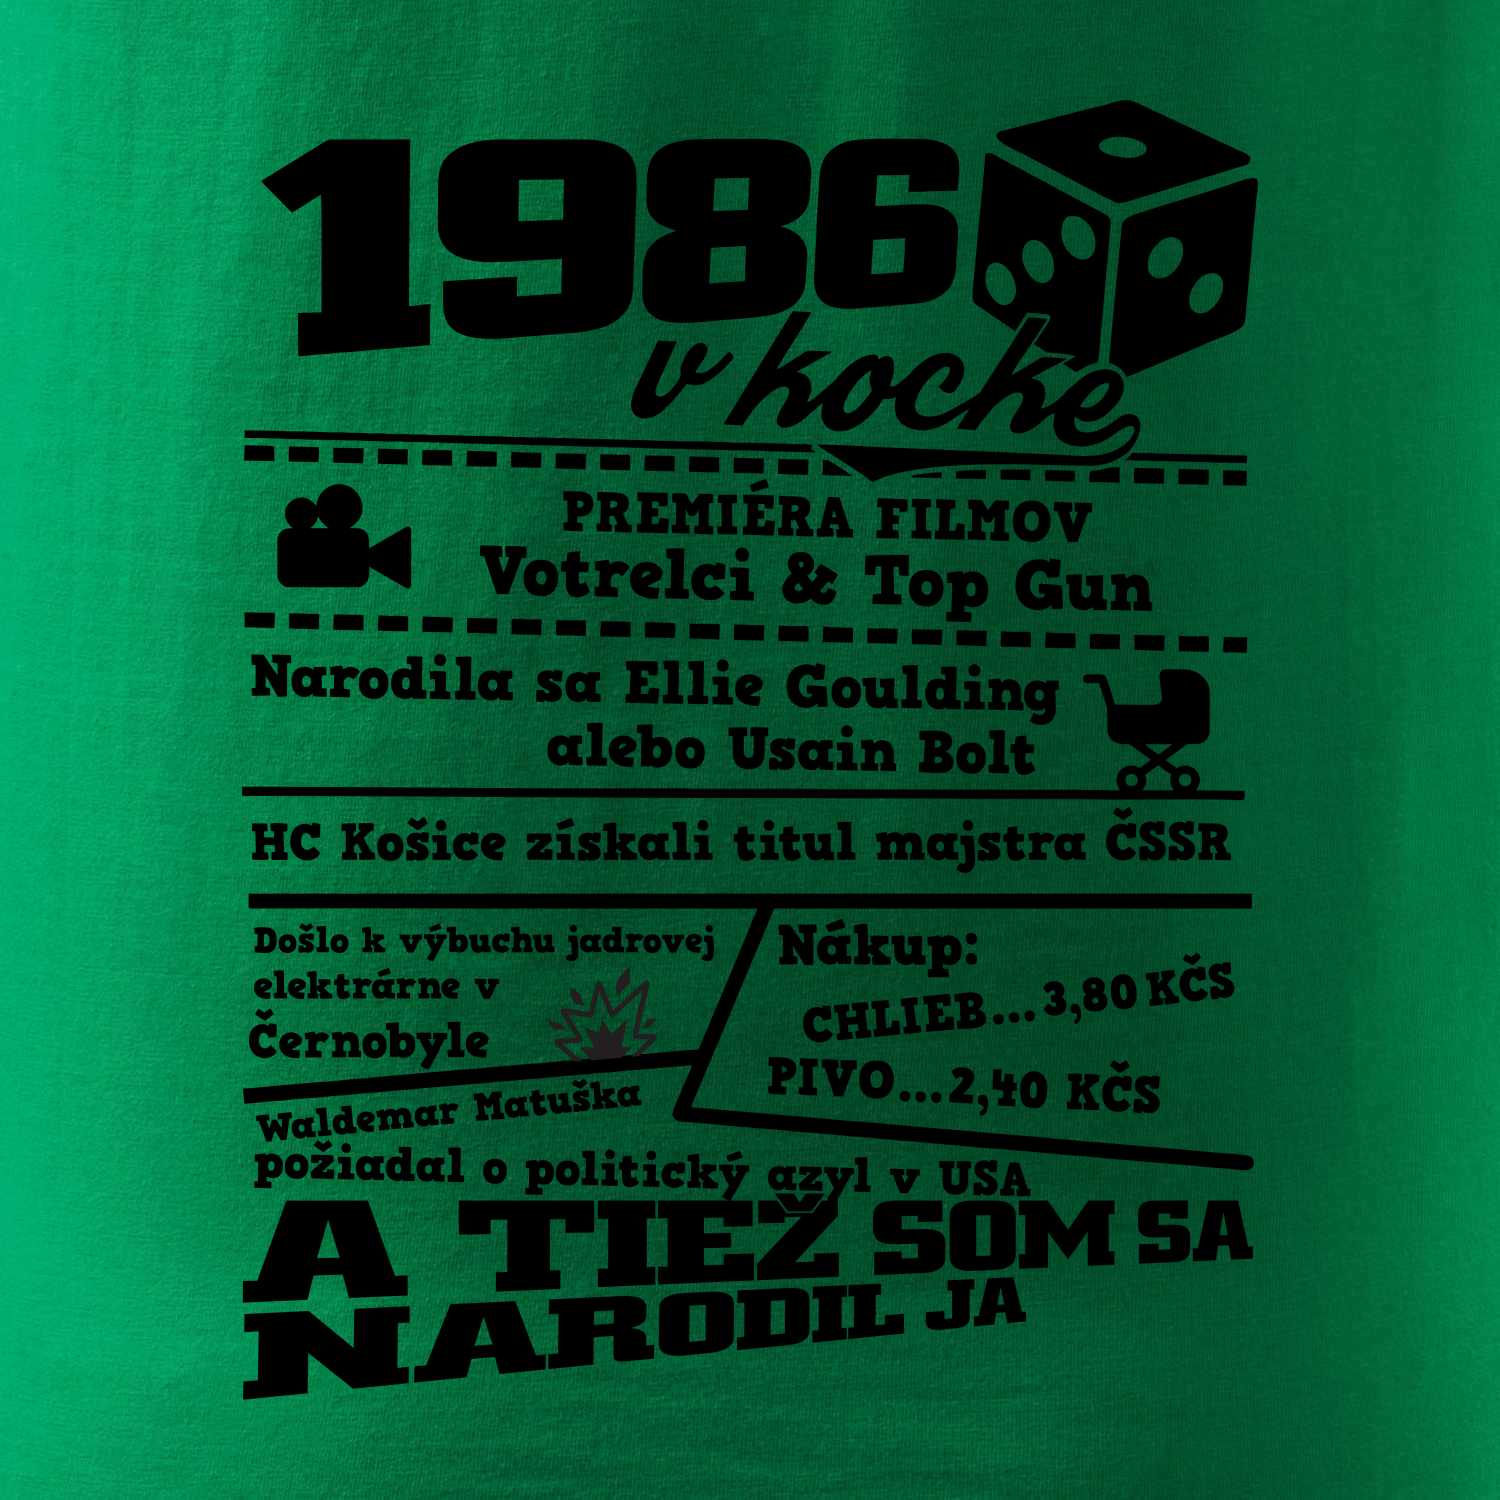 1986
v kocke
PREMIÉRA FILMOV
Votrelci & Top Gun
Narodila sa Ellie Goulding
alebo Usain Bolt
HC Košice získali titul majstra ČSSR
Došlo k výbuchu jadrovej
elektrárne v
Černobyle
Nákup:
CHLIEB...3,80 KČS
PIVO...2,40 KČS
Waldemar Matuška
požiadal o politický azyl v USA
A TIEŽ SOM SA
NARODIL JA